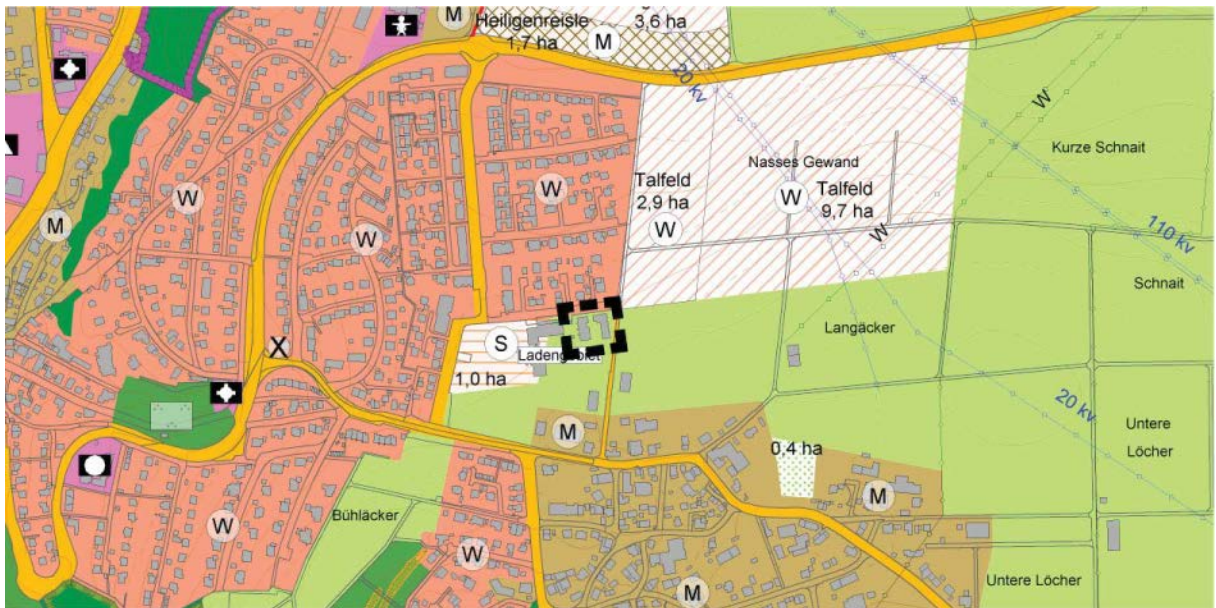 M
Heiligenreisle
1,7 ha
3,6 ha
M
20 kv
W
Kurze Schnait
Nasses Gewand
W
W
Talfeld
2,9 ha
W
W
Talfeld
9,7 ha
M
W
W
W
110 kv
Schnait
Langäcker
X
S
Ladengebiet
1,0 ha
20 kv
Untere
Löcher
M
0,4 ha
M
Bühläcker
W
W
M
Untere Löcher